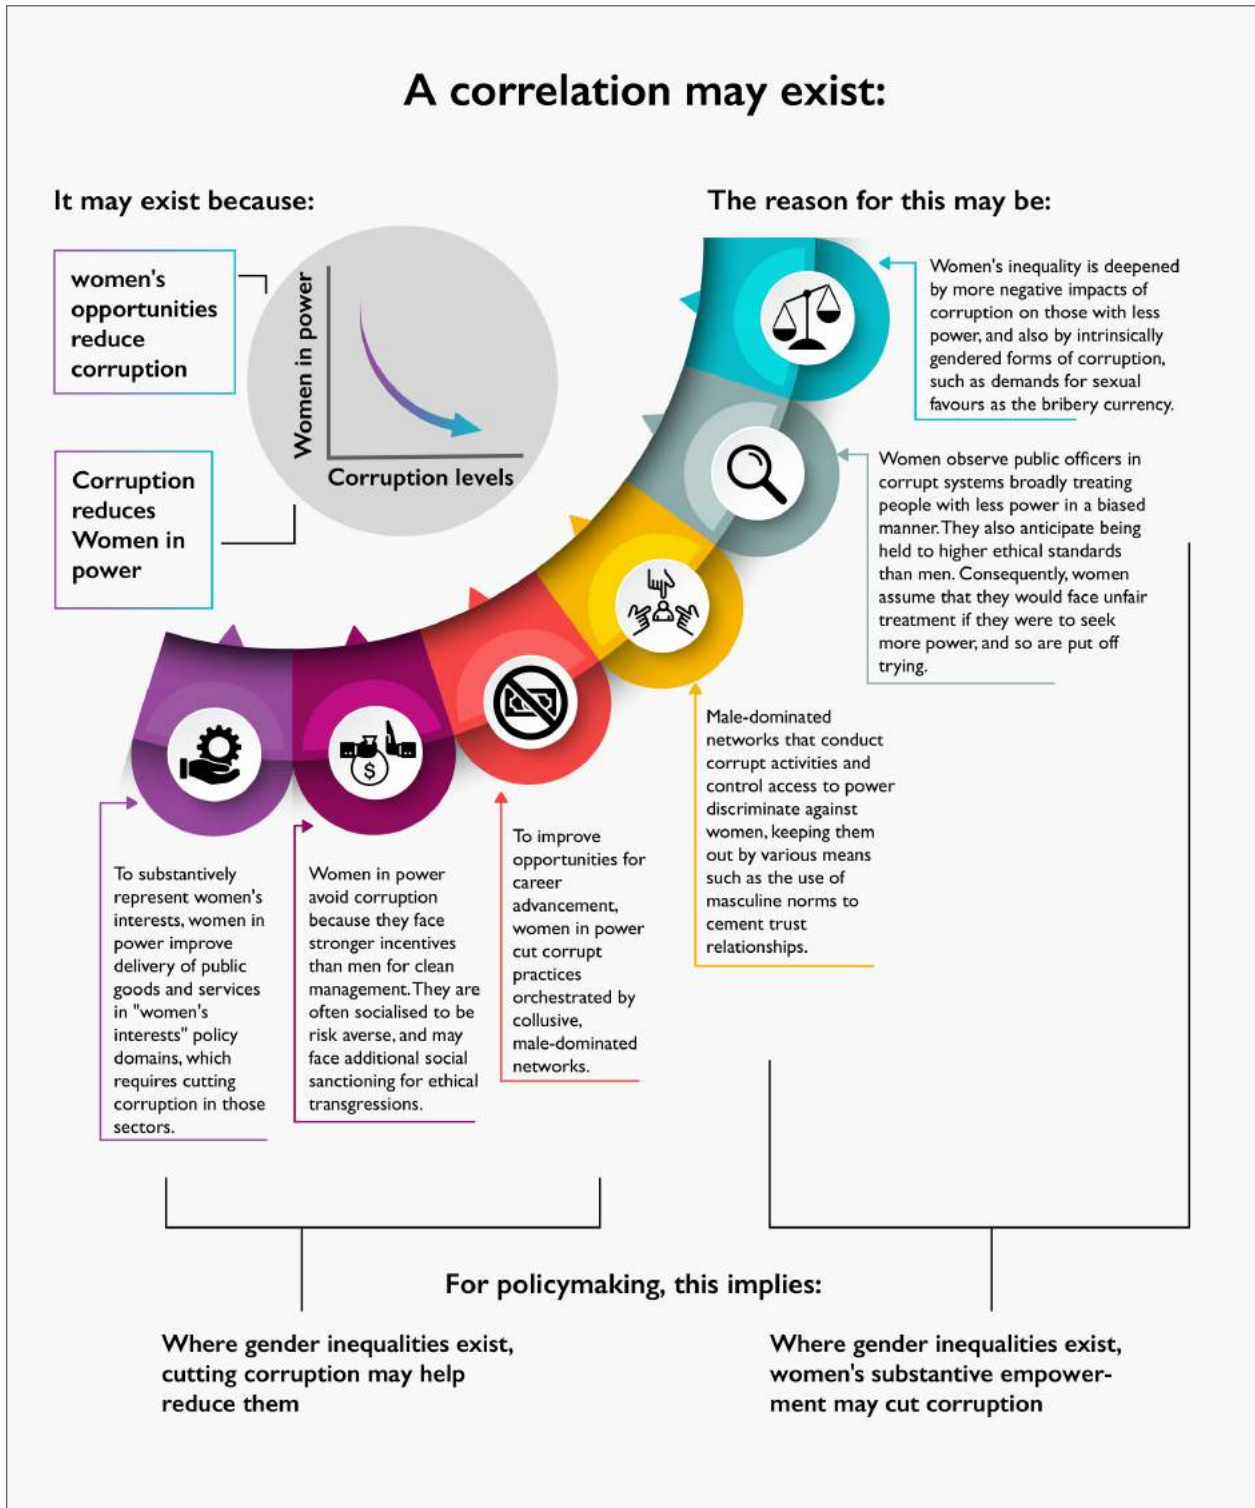 A correlation may exist:
It may exist because:
women's
opportunities
reduce
corruption
Corruption
reduces
Women in
power
Women in power
Corruption levels
The reason for this may be:
Women's inequality is deepened
by more negative impacts of
corruption on those with less
power, and also by intrinsically
gendered forms of corruption,
such as demands for sexual
favours as the bribery currency.
Women observe public officers in
corrupt systems broadly treating
people with less power in a biased
manner. They also anticipate being
held to higher ethical standards
than men. Consequently, women
assume that they would face unfair
treatment if they were to seek
more power, and so are put off
trying.
Male-dominated
networks that conduct
corrupt activities and
control access to power
discriminate against
women, keeping them
out by various means
such as the use of
masculine norms to
cement trust
relationships.
To improve
opportunities for
career
advancement,
women in power
cut corrupt
practices
orchestrated by
collusive,
male-dominated
networks.
$
Women in power
avoid corruption
because they face
stronger incentives
than men for clean
management. They are
often socialised to be
risk averse, and may
face additional social
sanctioning for ethical
transgressions.
To substantively
represent women's
interests, women in
power improve
delivery of public
goods and services
in "women's
interests" policy
domains, which
requires cutting
corruption in those
sectors.
For policymaking, this implies:
Where gender inequalities exist,
cutting corruption may help
reduce them
Where gender inequalities exist,
women's substantive empower-
ment may cut corruption